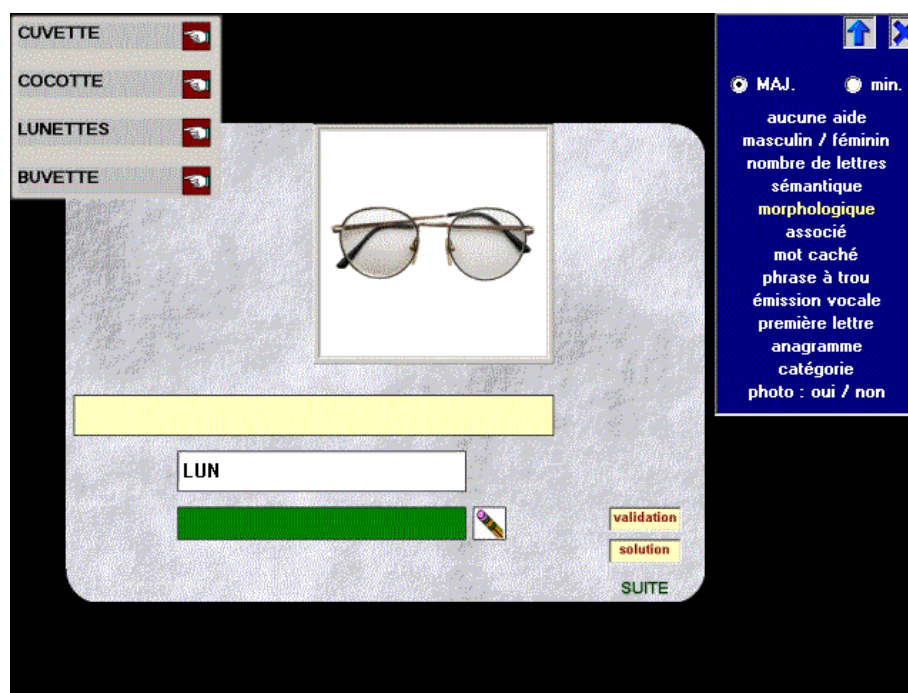 CUVETTE
COCOTTE
LUNETTES
BUVETTE
MAJ. min.
aucune aide
masculin / féminin
nombre de lettres
sémantique
morphologique
associé
mot caché
phrase à trou
émission vocale
première lettre
anagramme
catégorie
photo : oui / non
LUN
validation
solution
SUITE